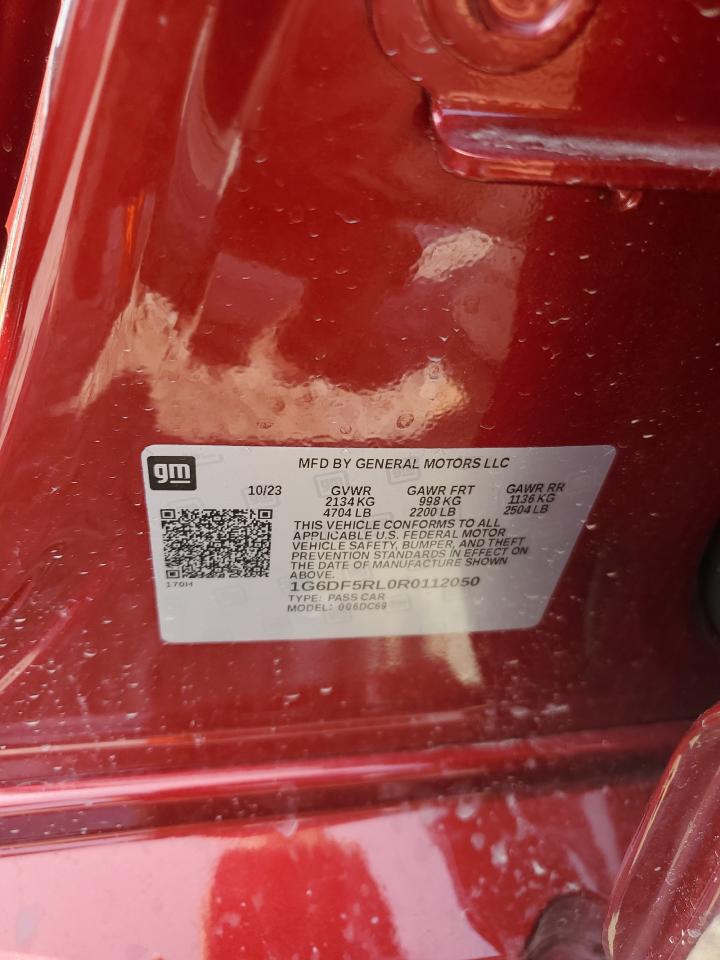 gm
MFD BY GENERAL MOTORS LLC
10/23 GVWR GAWR FRT GAWR RR
2134 KG 998 KG 1136 KG
4704 LB 2200 LB 2504 LB
THIS VEHICLE CONFORMS TO ALL
APPLICABLE U.S. FEDERAL MOTOR
VEHICLE SAFETY, BUMPER, AND THEFT
PREVENTION STANDARDS IN EFFECT ON
THE DATE OF MANUFACTURE SHOWN
ABOVE.
170H
1G6DF5RL0R0112050
TYPE: PASS CAR
MODEL: 006DC69